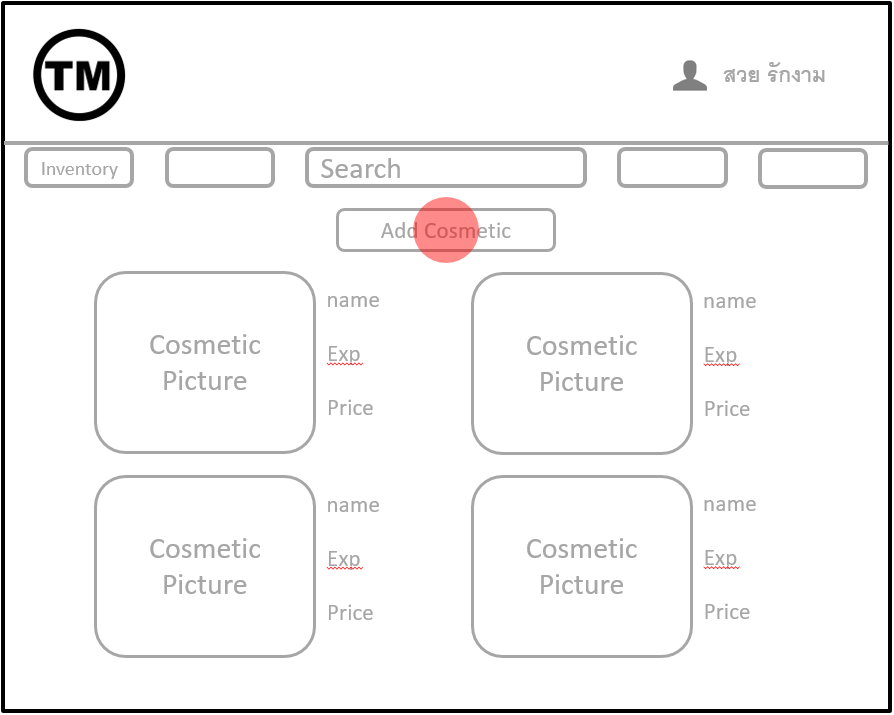 TM
สวย รักงาม
Inventory
Search
Add Cosmetic
Cosmetic
Picture
name
Exp
Price
Cosmetic
Picture
name
Exp
Price
Cosmetic
Picture
name
Exp
Price
Cosmetic
Picture
name
Exp
Price